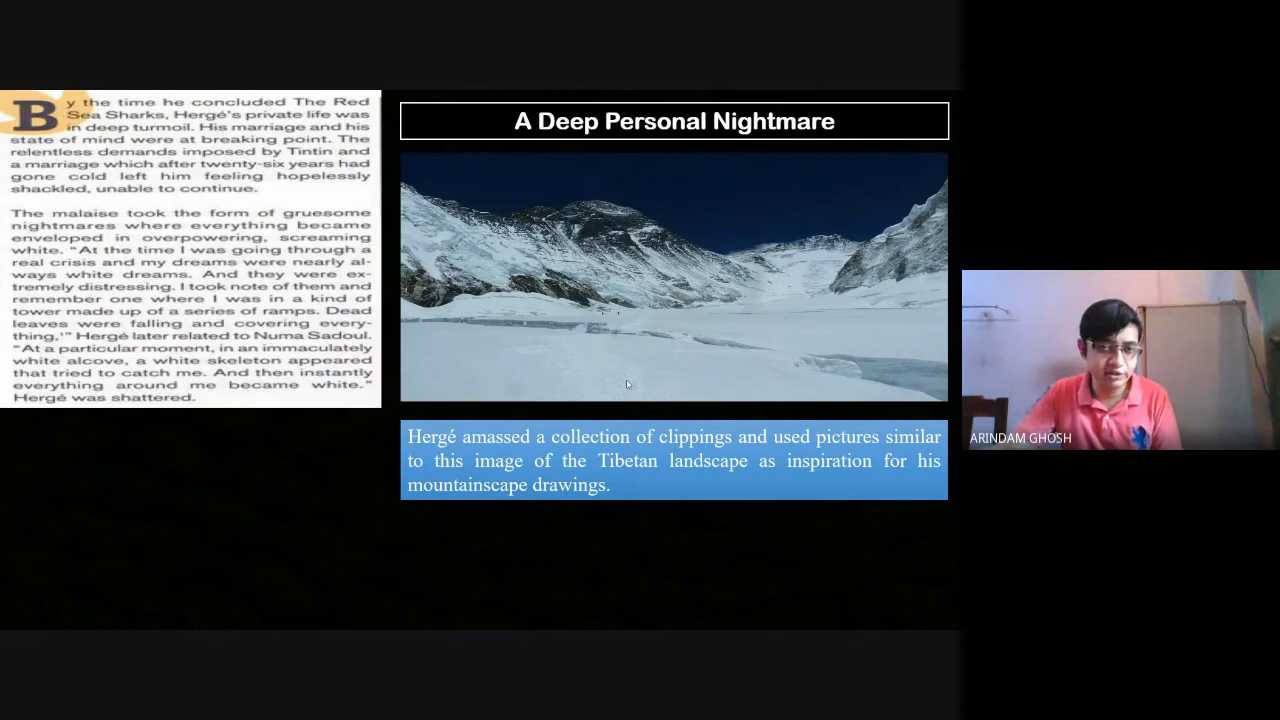 By the time he concluded The Red
Sea Sharks, Hergé's private life was
in deep turmoil. His marriage and his
state of mind were at breaking point. The
relentless demands imposed by Tintin and
a marriage which after twenty-six years had
gone cold left him feeling hopelessly
shackled, unable to continue.
The malaise took the form of gruesome
nightmares where everything became
enveloped in overpowering, screaming
white. "At the time I was going through a
real crisis and my dreams were nearly al-
ways white dreams. And they were ex-
tremely distressing. I took note of them and
remember one where I was in a kind of
tower made up of a series of ramps. Dead
leaves were falling and covering every-
thing.'" Hergé later related to Numa Sadoul.
"At a particular moment, in an immaculately
white alcove, a white skeleton appeared
that tried to catch me. And then instantly
everything around me became white."
Hergé was shattered.
A Deep Personal Nightmare
Hergé amassed a collection of clippings and used pictures similar
to this image of the Tibetan landscape as inspiration for his
mountainscape drawings.
ARINDAM GHOSH